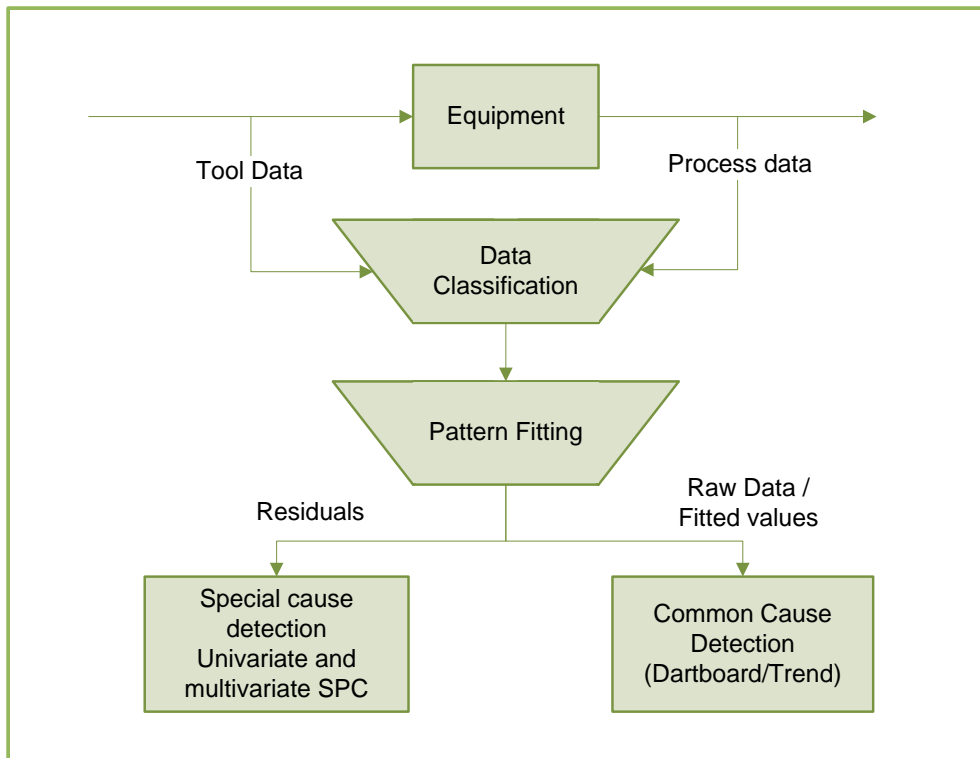 Equipment
Tool Data
Process data
Data
Classification
Pattern Fitting
Residuals
Raw Data /
Fitted values
Special cause
detection
Univariate and
multivariate SPC
Common Cause
Detection
(Dartboard/Trend)